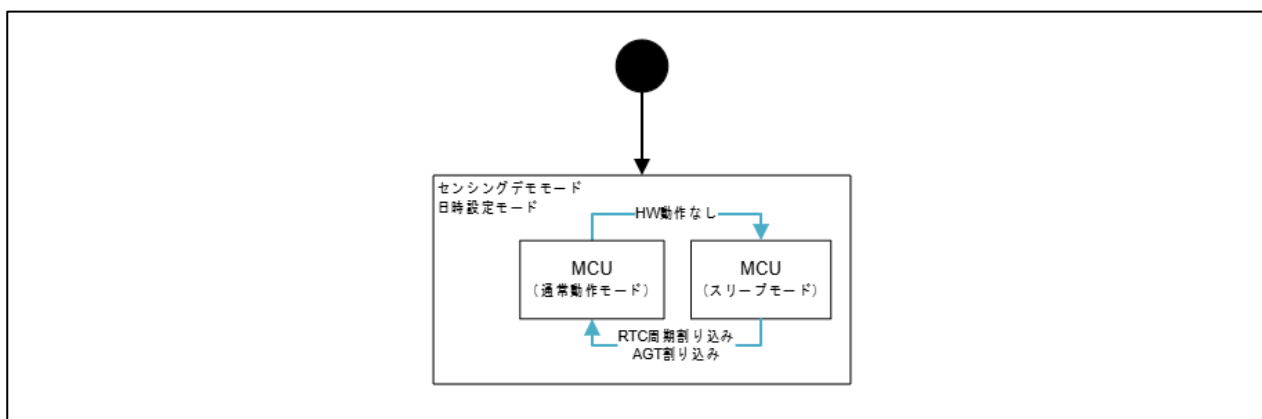 センシングデモモード
日時設定モード
HW動作なし
MCU
(通常動作モード)
MCU
(スリープモード)
RTC周期割り込み
AGT割り込み